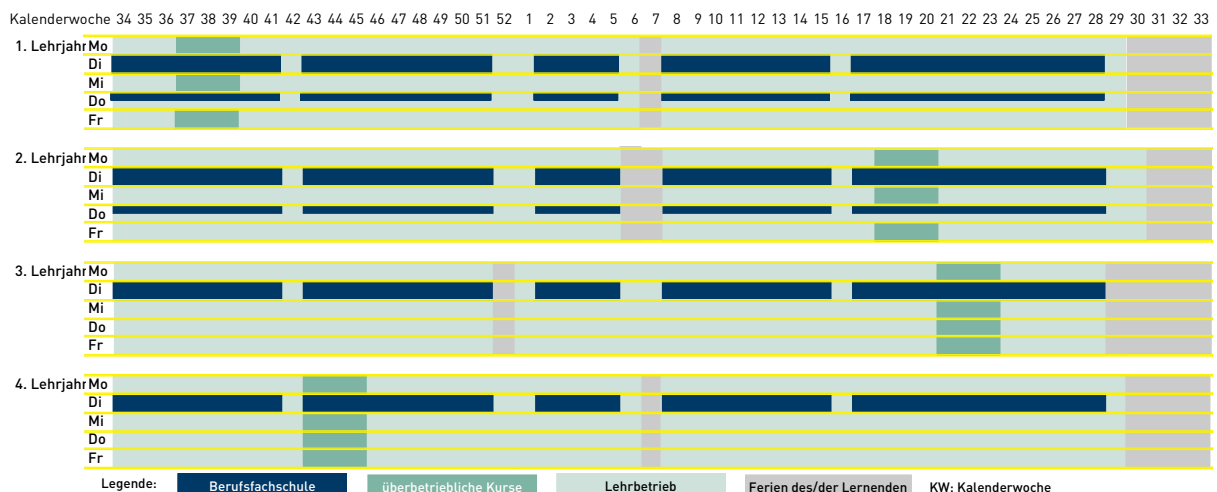 Kalenderwoche 34 35 36 37 38 39 40 41 42 43 44 45 46 47 48 49 50 51 52 1 2 3 4 5 6 7 8 9 10 11 12 13 14 15 16 17 18 19 20 21 22 23 24 25 26 27 28 29 30 31 32 33
1. Lehrjahr Mo
Di
Mi
Do
Fr
2. Lehrjahr Mo
Di
Mi
Do
Fr
3. Lehrjahr Mo
Di
Mi
Do
Fr
4. Lehrjahr Mo
Di
Mi
Do
Fr
Legende: Berufsfachschule überbetriebliche Kurse Lehrbetrieb Ferien des/der Lernenden KW: Kalenderwoche